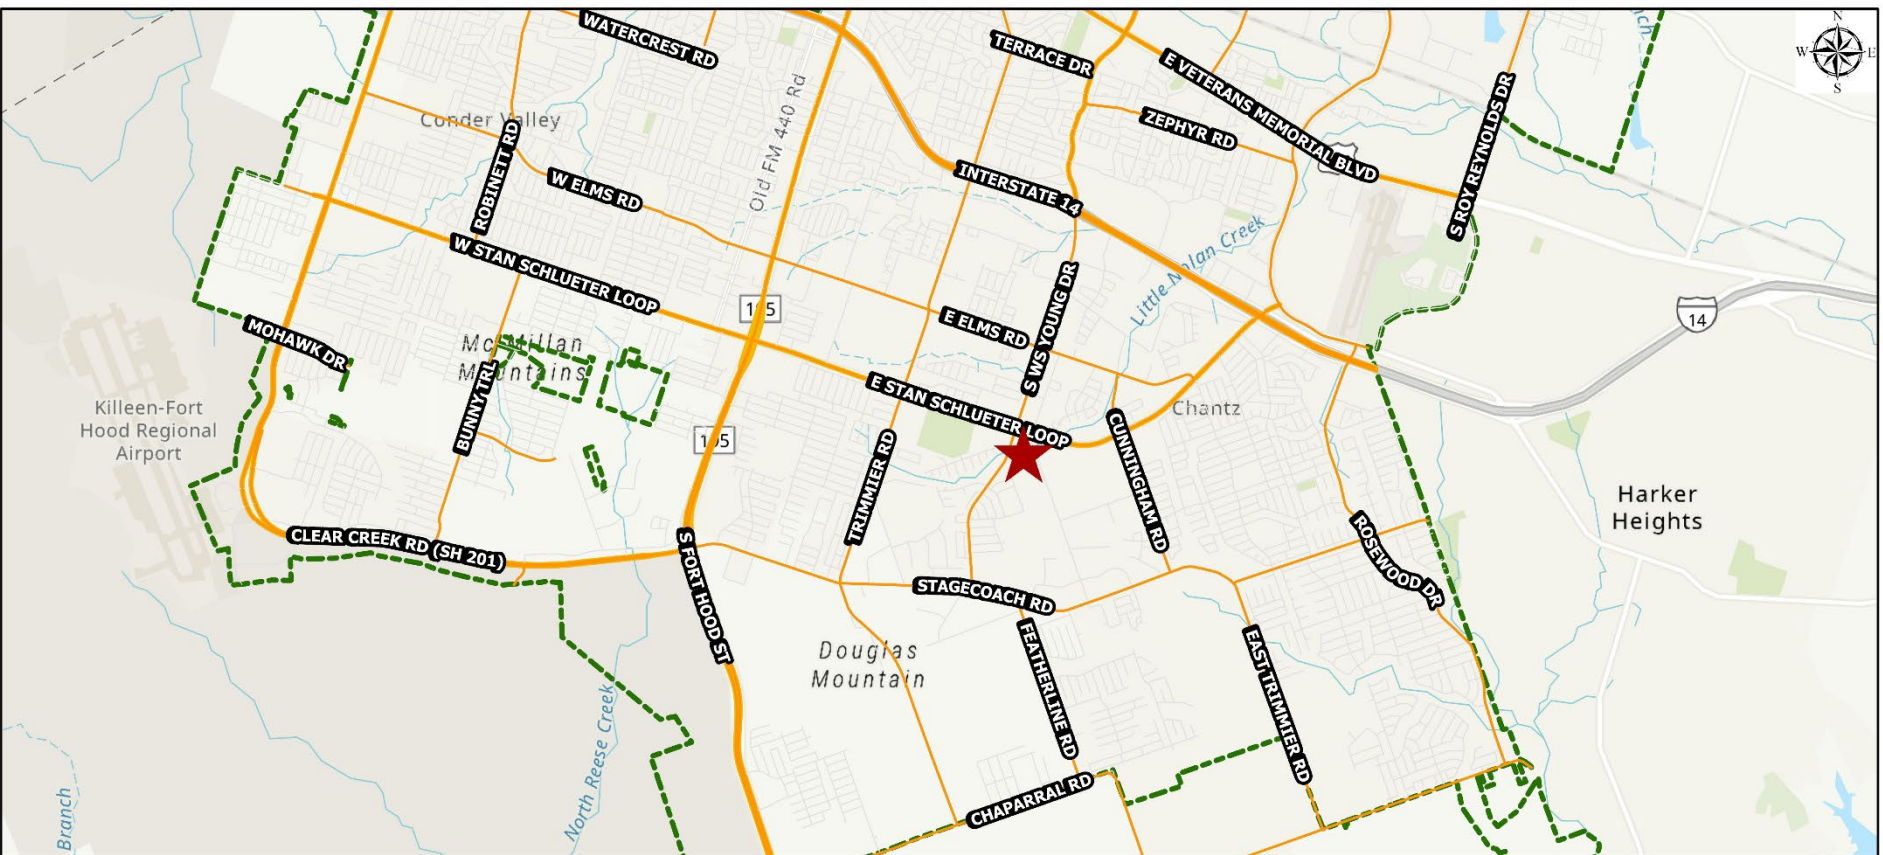 WATERCREST RD
TERRACE DR
N
W
E
S
E VETERANS MEMORIAL BLVD
S ROY REYNOLDS DR
Conder Valley
Old FM 440 Rd
ZEPHYR RD
ROBINETT RD
W ELMS RD
INTERSTATE 14
W STAN SCHLUETER LOOP
Little Nolan Creek
S WS YOUNG DR
14
MOHAWK DR
McMillan
Mountains
E ELMS RD
BUNNY TRL
E STAN SCHLUETER LOOP
Chantz
Killeen-Fort
Hood Regional
Airport
CUNNINGHAM RD
TRIMMIER RD
Harker
Heights
CLEAR CREEK RD (SH 201)
S FORT HOOD ST
ROSEWOOD DR
STAGECOACH RD
Douglas
Mountain
FEATHERLINE RD
EAST TRIMMIER RD
North Reese Creek
CHAPARRAL RD
Branch